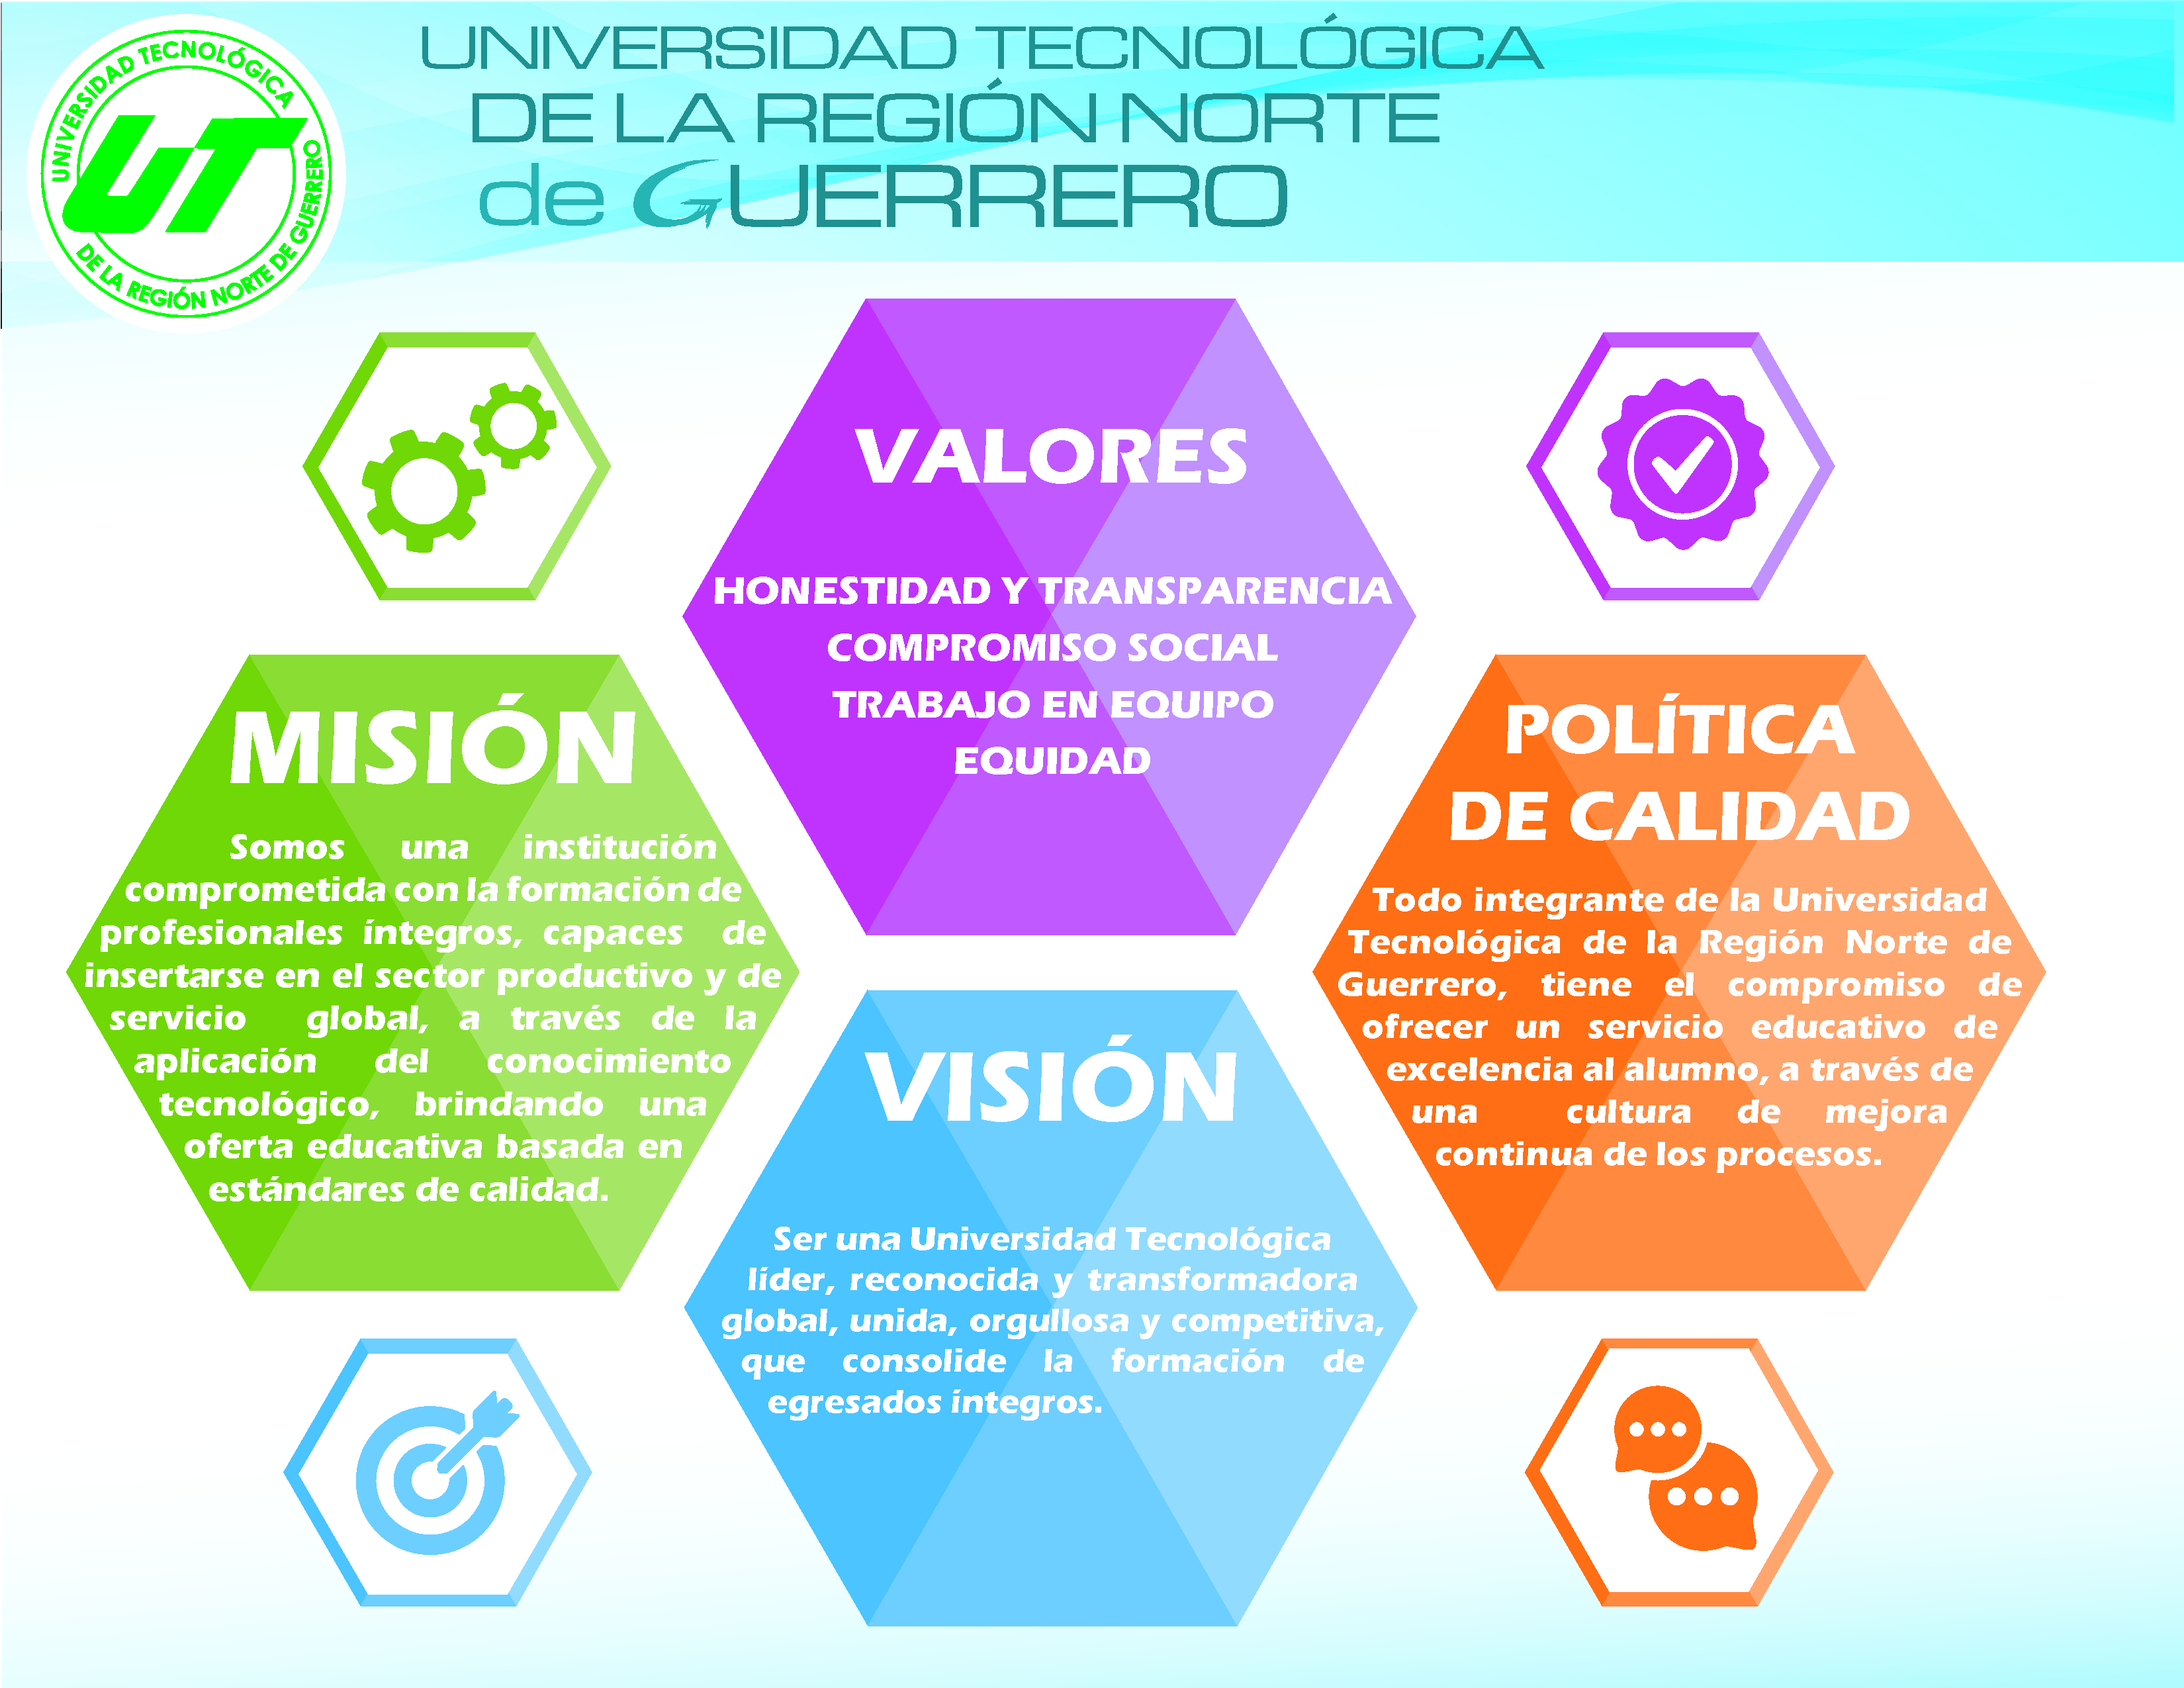 UNIVERSIDAD TECNOLÓGICA
DE LA REGIÓN NORTE DE GUERRERO
UT
UNIVERSIDAD TECNOLÓGICA
DE LA REGIÓN NORTE
de GUERRERO
VALORES
HONESTIDAD Y TRANSPARENCIA
COMPROMISO SOCIAL
TRABAJO EN EQUIPO
EQUIDAD
MISIÓN
Somos una institución
comprometida con la formación de
profesionales íntegros, capaces de
insertarse en el sector productivo y de
servicio global, a través de la
aplicación del conocimiento
tecnológico, brindando una
oferta educativa basada en
estándares de calidad.
POLÍTICA
DE CALIDAD
Todo integrante de la Universidad
Tecnológica de la Región Norte de
Guerrero, tiene el compromiso de
ofrecer un servicio educativo de
excelencia al alumno, a través de
una cultura de mejora
continua de los procesos.
VISIÓN
Ser una Universidad Tecnológica
líder, reconocida y transformadora
global, unida, orgullosa y competitiva,
que consolide la formación de
egresados íntegros.